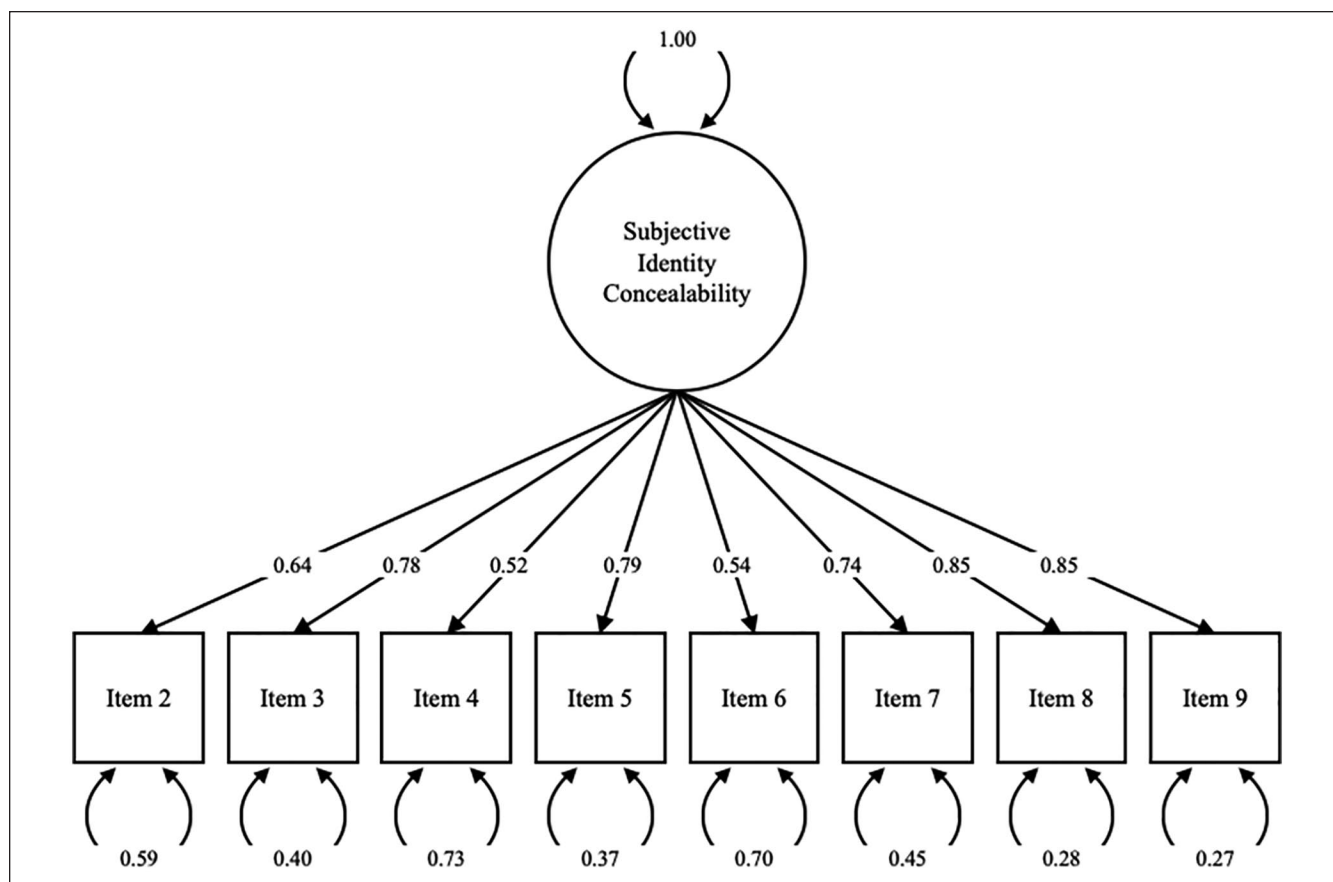 1.00
Subjective
Identity
Concealability
0.64 0.78 0.52 0.79 0.54 0.74 0.85 0.85
Item 2 Item 3 Item 4 Item 5 Item 6 Item 7 Item 8 Item 9
0.59 0.40 0.73 0.37 0.70 0.45 0.28 0.27